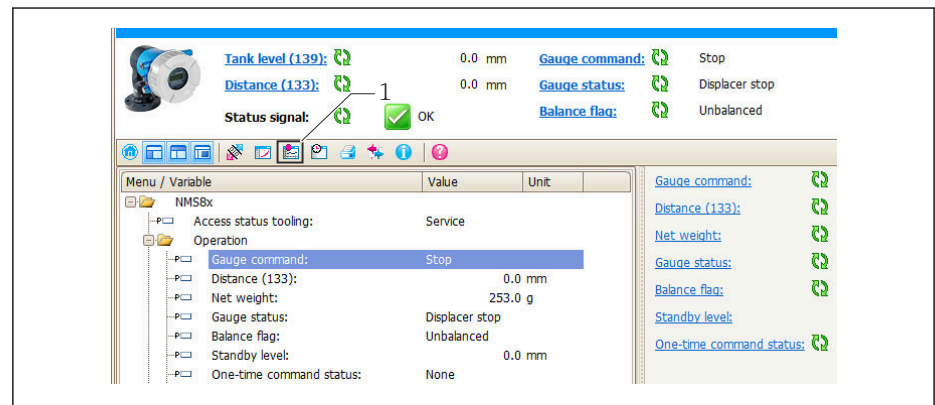 Tank level (139): 0.0 mm Gauge command: Stop
Distance (133): 0.0 mm Gauge status: Displacer stop
1
Status signal: OK Balance flag: Unbalanced
Menu / Variable Value Unit
NMS8x
Access status tooling: Service
Operation
Gauge command: Stop
Distance (133): 0.0 mm
Net weight: 253.0 g
Gauge status: Displacer stop
Balance flag: Unbalanced
Standby level: 0.0 mm
One-time command status: None
Gauge command:
Distance (133):
Net weight:
Gauge status:
Balance flag:
Standby level:
One-time command status: